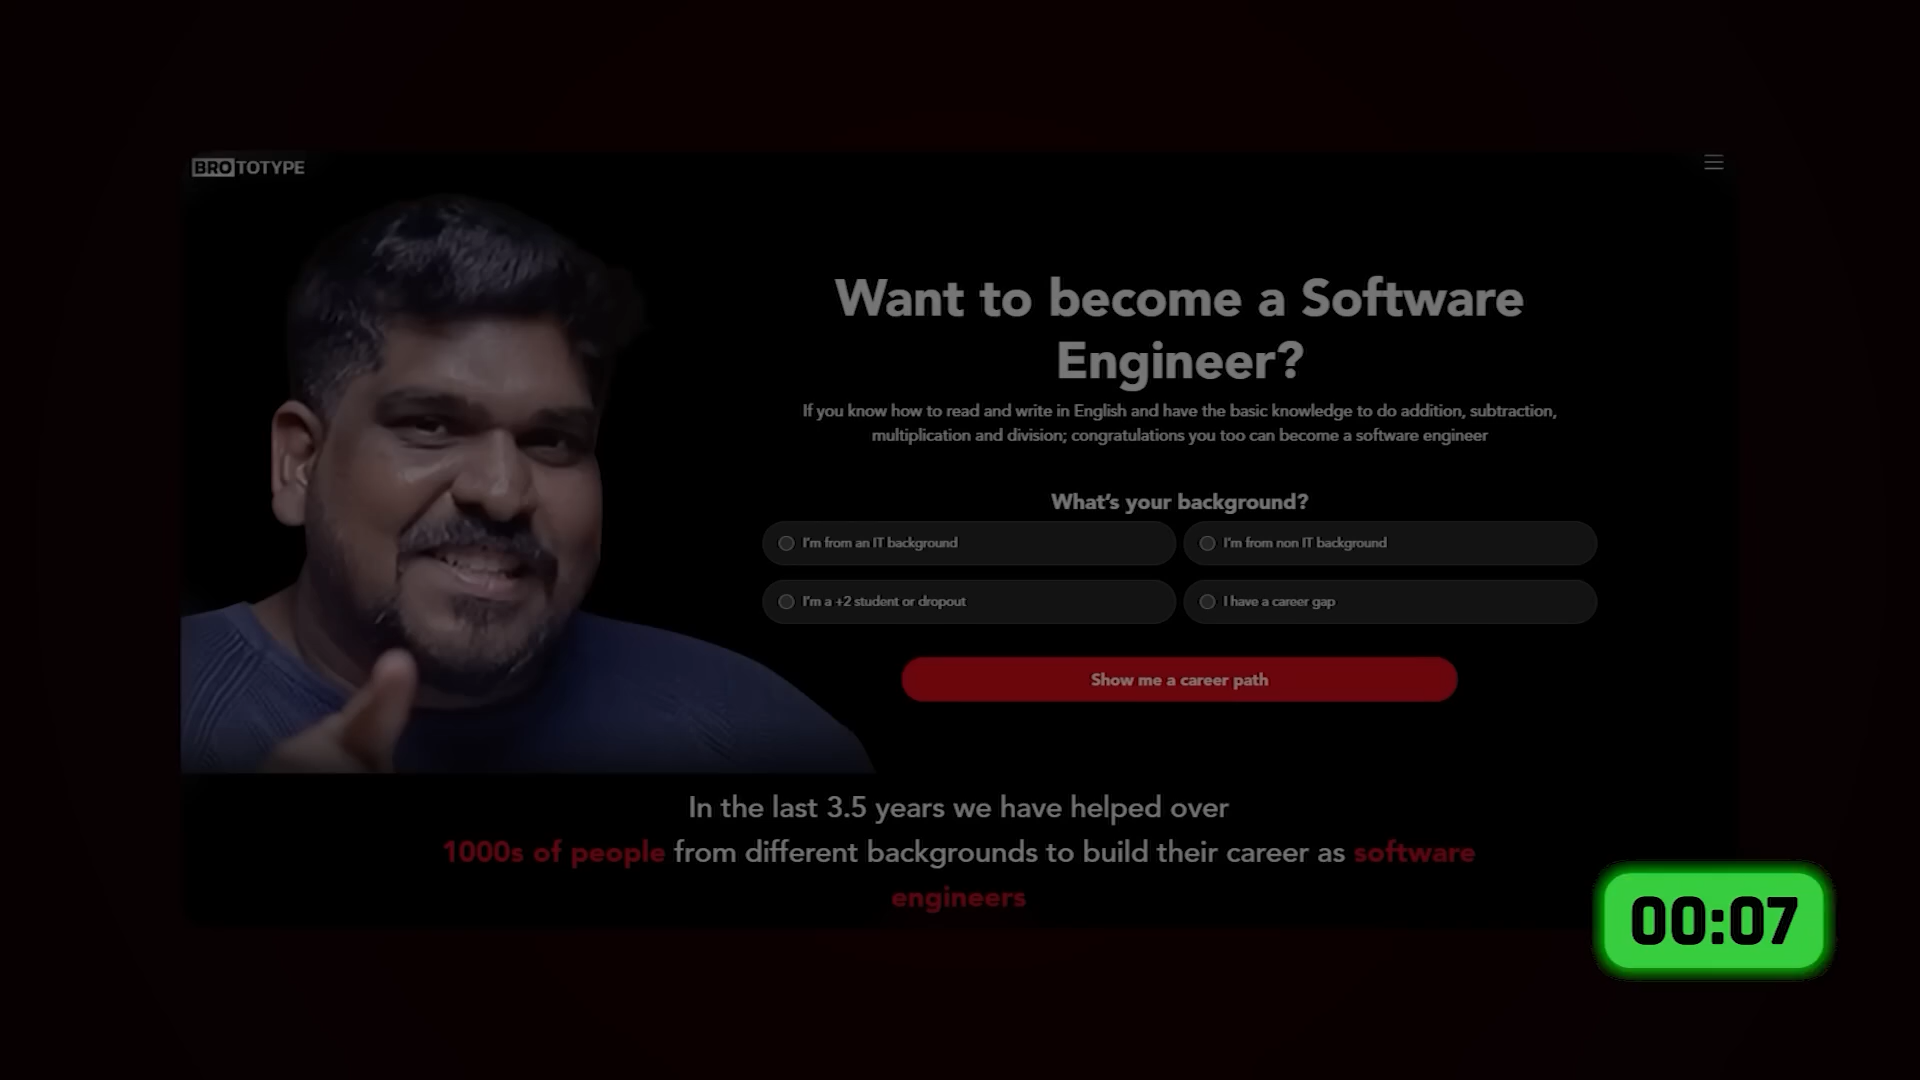 BROTOTYPE
Want to become a Software
Engineer?
If you know how to read and write in English and have the basic knowledge to do addition, subtraction,
multiplication and division; congratulations you too can become a software engineer
What's your background?
I'm from an IT background
I'm from non IT background
I'm a +2 student or dropout
I have a career gap
Show me a career path
In the last 3.5 years we have helped over
1000s of people from different backgrounds to build their career as software
engineers
00:07